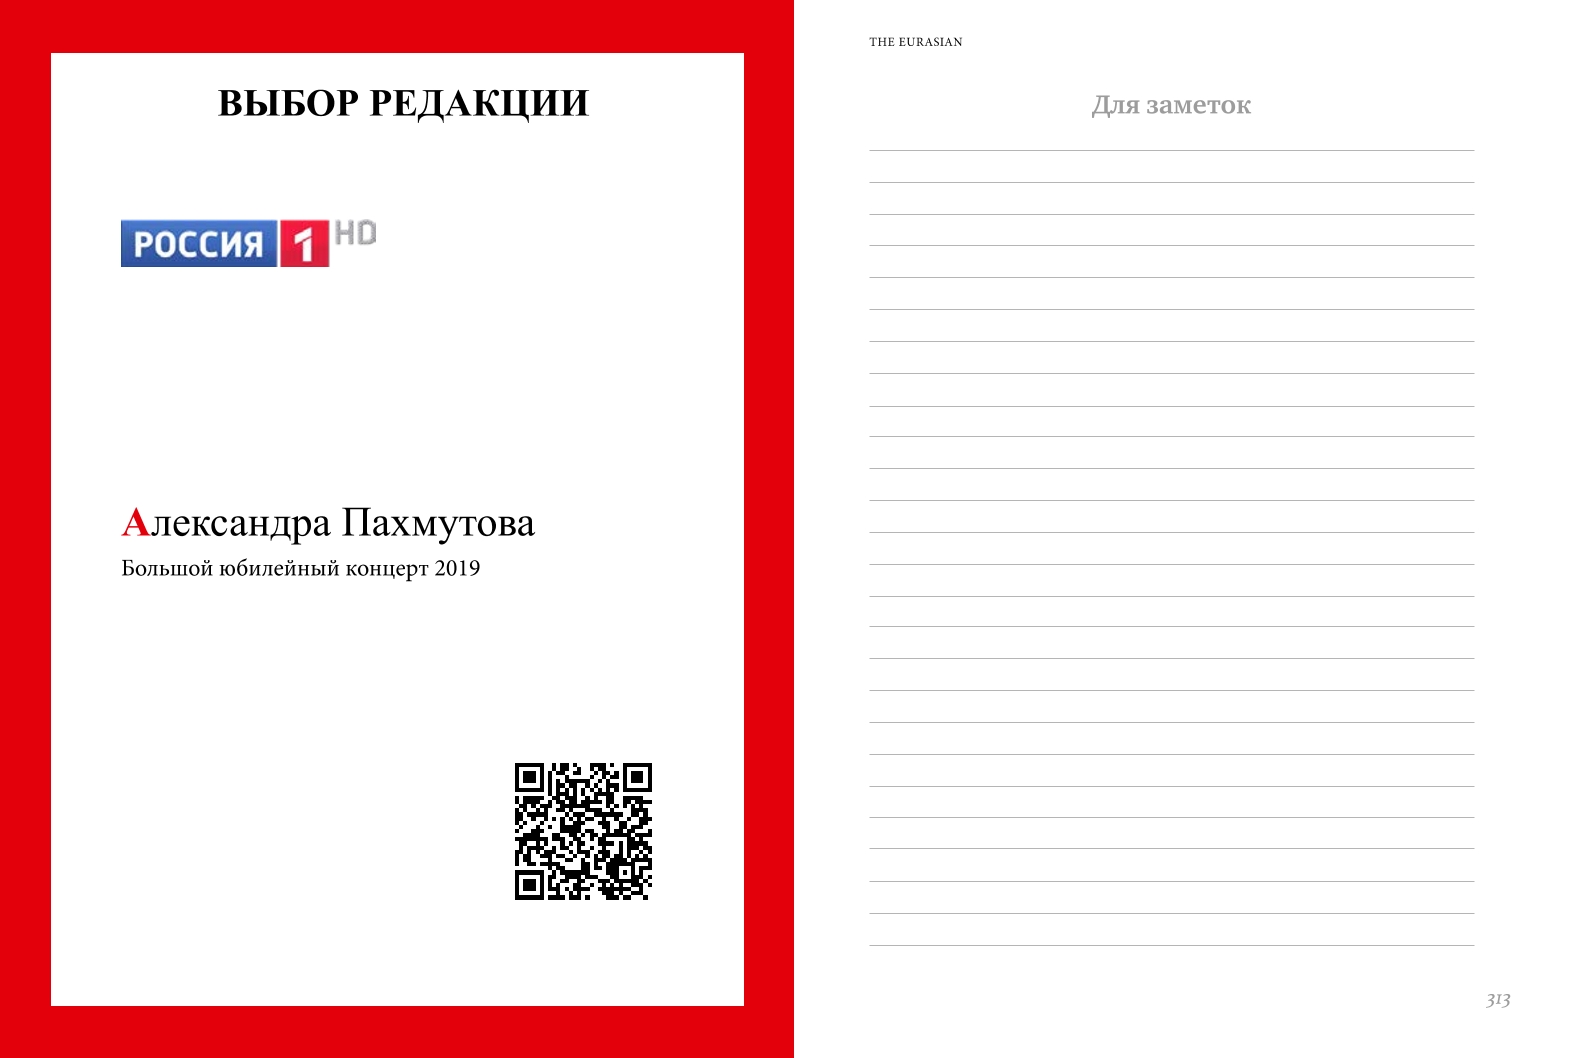 ВЫБОР РЕДАКЦИИ
РОССИЯ 1 HD
Александра Пахмутова
Большой юбилейный концерт 2019
THE EURASIAN
Для заметок
313